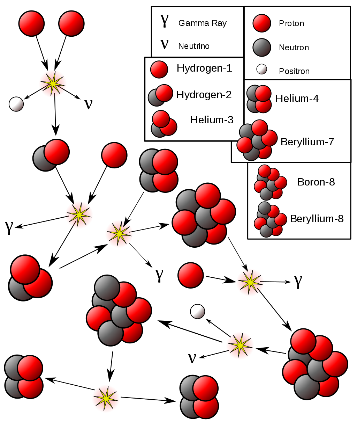 γ Gamma Ray
ν Neutrino
Proton
Neutron
Positron
Hydrogen-1
Hydrogen-2
Helium-3
Helium-4
Beryllium-7
Boron-8
Beryllium-8
ν
γ
γ
γ
ν